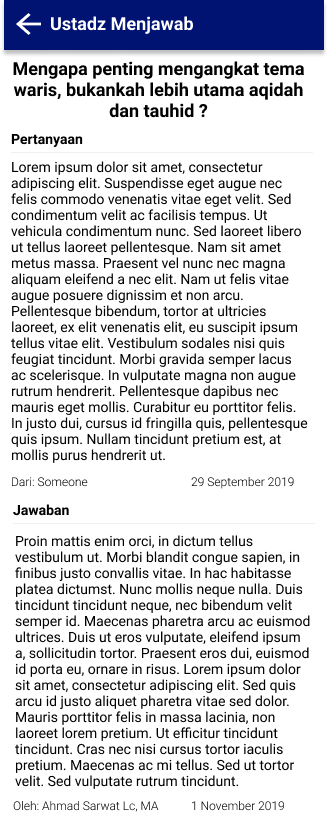 Ustadz Menjawab
Mengapa penting mengangkat tema
waris, bukankah lebih utama aqidah
dan tauhid ?
Pertanyaan
Lorem ipsum dolor sit amet, consectetur
adipiscing elit. Suspendisse eget augue nec
felis commodo venenatis vitae eget velit. Sed
condimentum velit ac facilisis tempus. Ut
vehicula condimentum nunc. Sed laoreet libero
ut tellus laoreet pellentesque. Nam sit amet
metus massa. Praesent vel nunc nec magna
aliquam eleifend a nec elit. Nam ut felis vitae
augue posuere dignissim et non arcu.
Pellentesque bibendum, tortor at ultricies
laoreet, ex elit venenatis elit, eu suscipit ipsum
tellus vitae elit. Vestibulum sodales nisi quis
feugiat tincidunt. Morbi gravida semper lacus
ac scelerisque. In vulputate magna non augue
rutrum hendrerit. Pellentesque dapibus nec
mauris eget mollis. Curabitur eu porttitor felis.
In justo dui, cursus id fringilla quis, pellentesque
quis ipsum. Nullam tincidunt pretium est, at
mollis purus hendrerit ut.
Dari: Someone 29 September 2019
Jawaban
Proin mattis enim orci, in dictum tellus
vestibulum ut. Morbi blandit congue sapien, in
finibus justo convallis vitae. In hac habitasse
platea dictumst. Nunc mollis neque nulla. Duis
tincidunt tincidunt neque, nec bibendum velit
semper id. Maecenas pharetra arcu ac euismod
ultrices. Duis ut eros vulputate, eleifend ipsum
a, sollicitudin tortor. Praesent eros dui, euismod
id porta eu, ornare in risus. Lorem ipsum dolor
sit amet, consectetur adipiscing elit. Sed quis
arcu id justo aliquet pharetra vitae sed dolor.
Mauris porttitor felis in massa lacinia, non
laoreet lorem pretium. Ut efficitur tincidunt
tincidunt. Cras nec nisi cursus tortor iaculis
pretium. Maecenas ac mi tellus. Sed ut tortor
velit. Sed vulputate rutrum tincidunt.
Oleh: Ahmad Sarwat Lc, MA 1 November 2019